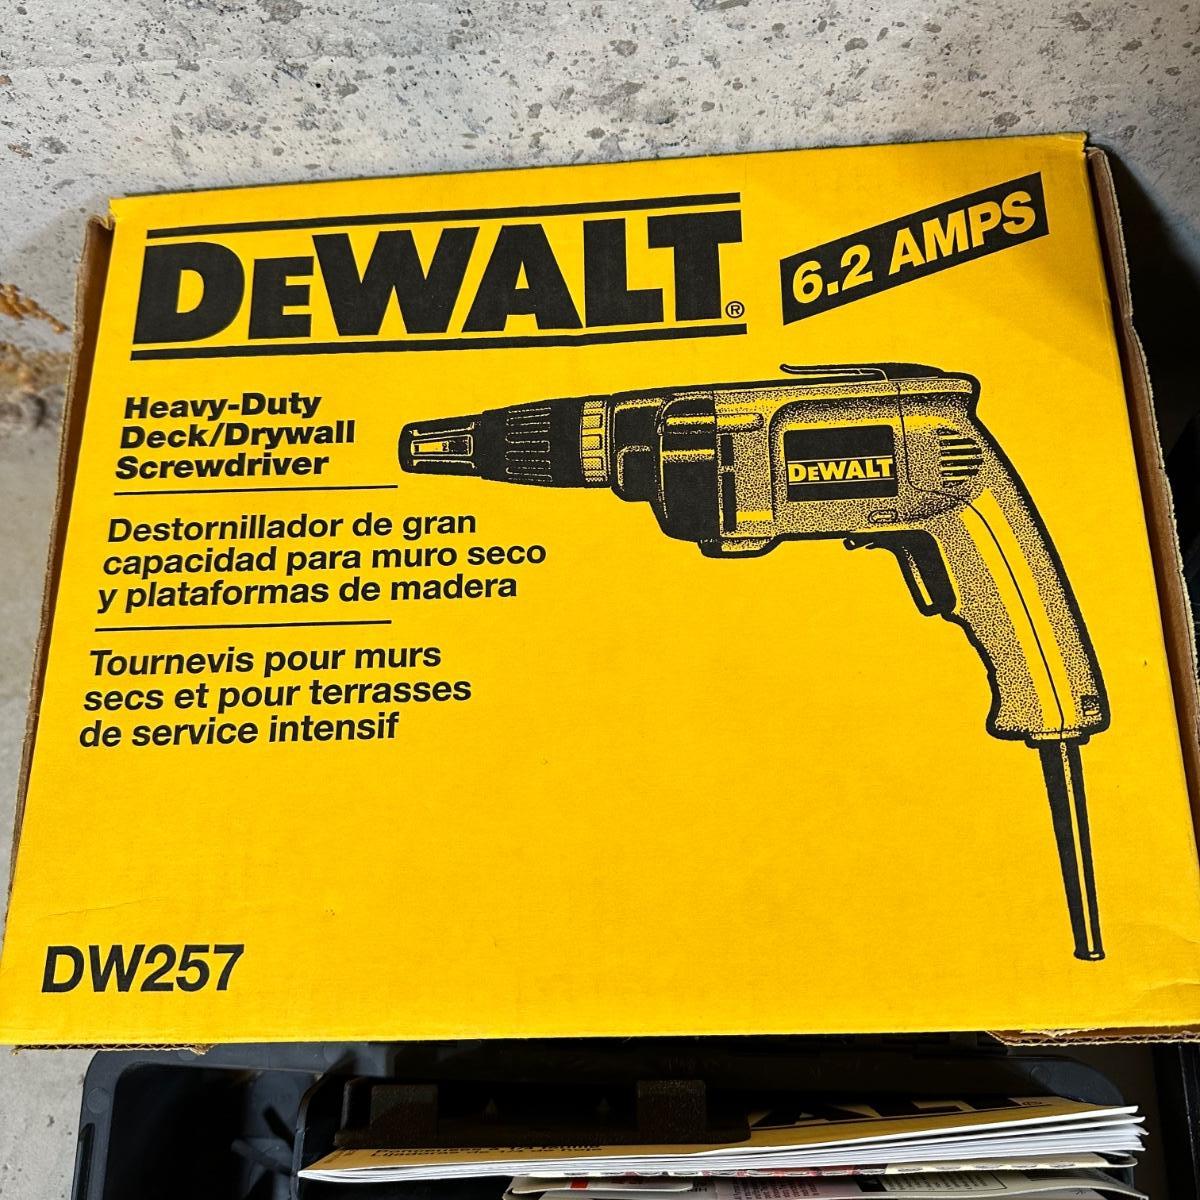 DEWALT®
6.2 AMPS
Heavy-Duty
Deck/Drywall
Screwdriver
DEWALT
Destornillador de gran
capacidad para muro seco
y plataformas de madera
Tournevis pour murs
secs et pour terrasses
de service intensif
DW257